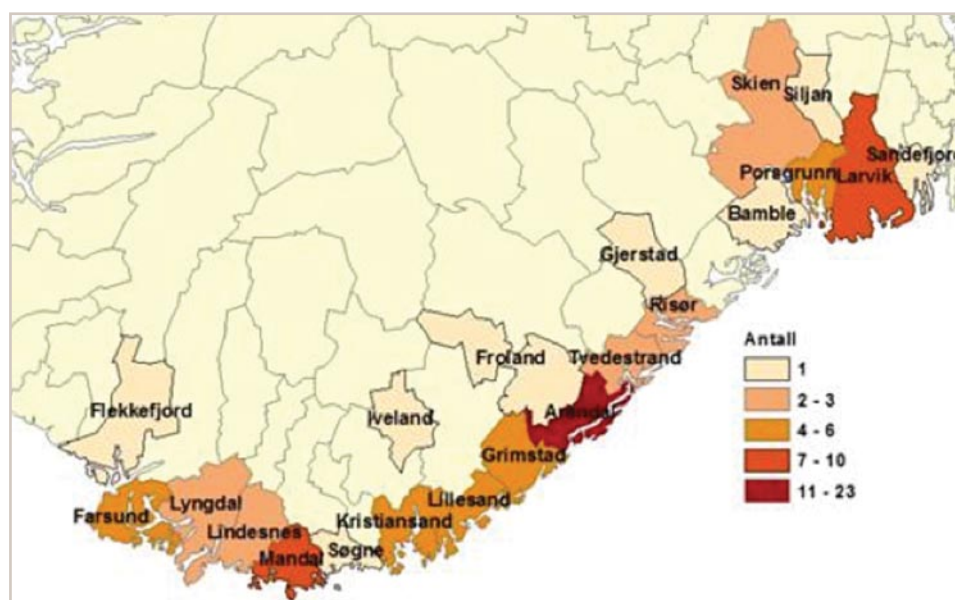 Skien
Siljan
Sandefjord
Porsgrunn
Larvik
Bamble
Gjerstad
Risør
Antall
1
2 - 3
4 - 6
7 - 10
11 - 23
Froland
Tvedestrand
Flekkefjord
Iveland
Arendal
Grimstad
Lyngdal
Lillesand
Farsund
Kristiansand
Lindesnes
Søgne
Mandal